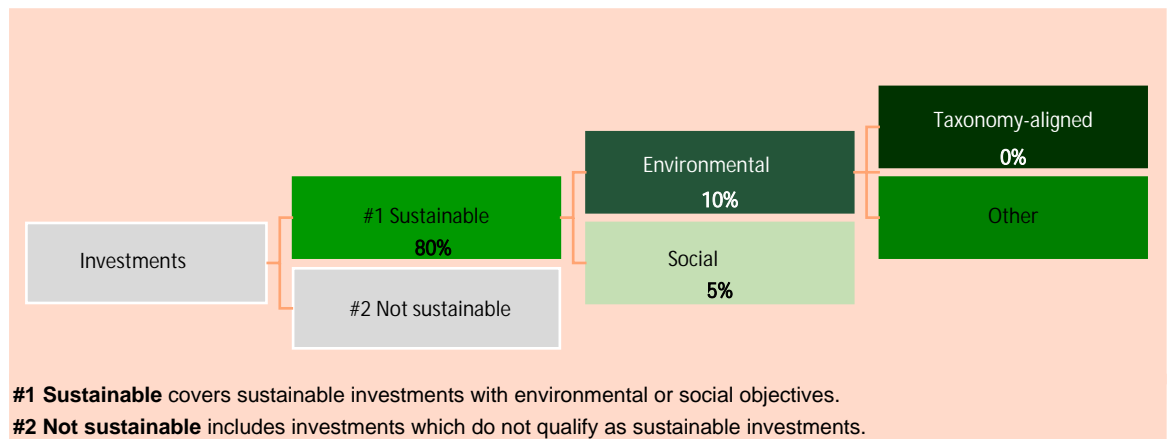 Taxonomy-aligned
0%
Environmental
10%
#1 Sustainable
80%
Other
Investments
Social
5%
#2 Not sustainable
#1 Sustainable covers sustainable investments with environmental or social objectives.
#2 Not sustainable includes investments which do not qualify as sustainable investments.